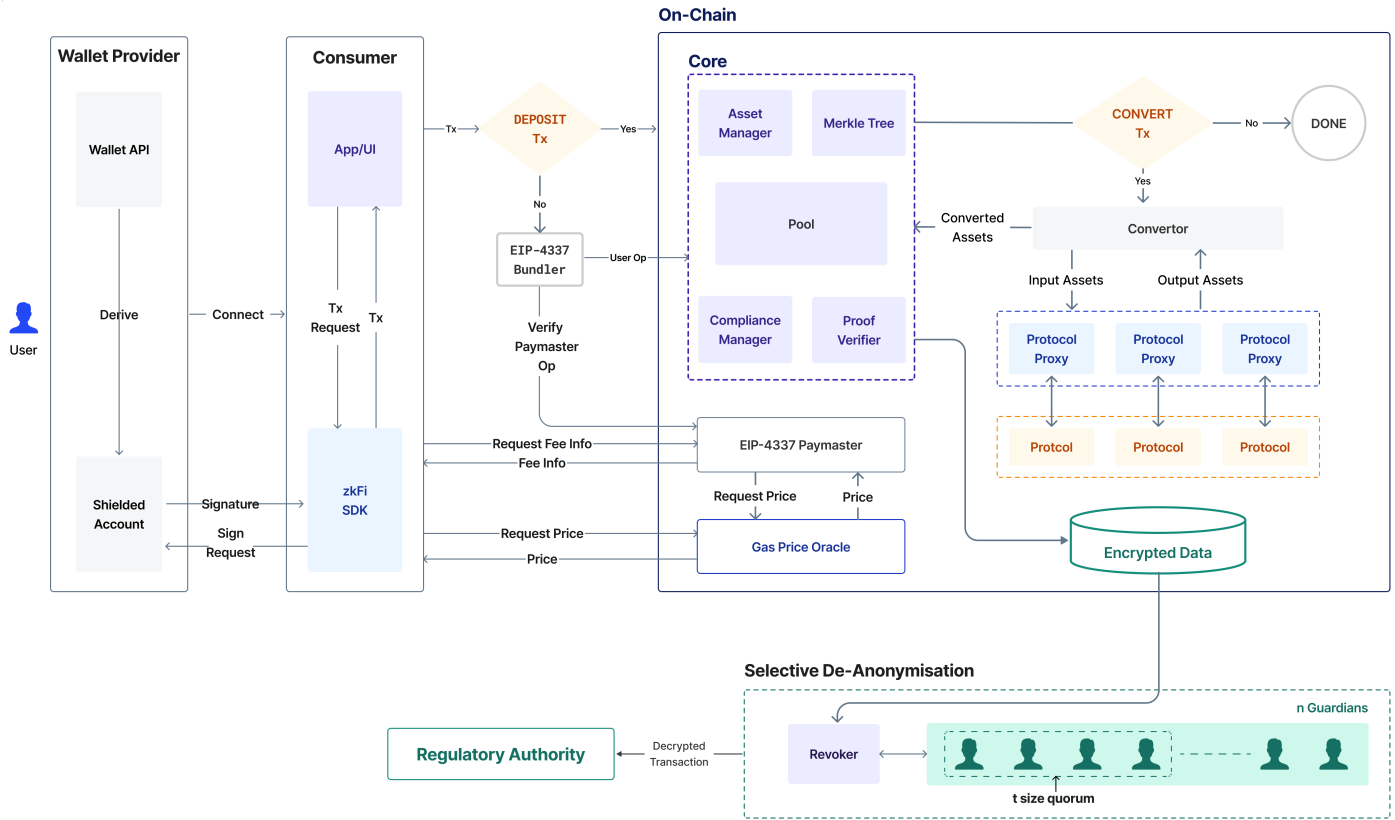 On-Chain
Wallet Provider
Wallet API
Derive
Shielded
Account
User
Connect
Signature
Sign
Request
Consumer
App/UI
Tx
Request
Tx
zkFi
SDK
Tx
DEPOSIT
Tx
Yes
No
EIP-4337
Bundler
User Op
Verify
Paymaster
Op
Request Fee Info
Fee Info
Request Price
Price
Core
Asset
Manager
Merkle Tree
Pool
Compliance
Manager
Proof
Verifier
EIP-4337 Paymaster
Request Price
Price
Gas Price Oracle
CONVERT
Tx
No
DONE
Yes
Convertor
Converted
Assets
Input Assets
Output Assets
Protocol
Proxy
Protocol
Proxy
Protocol
Proxy
Protcol
Protocol
Protocol
Encrypted Data
Selective De-Anonymisation
n Guardians
Revoker
t size quorum
Decrypted
Transaction
Regulatory Authority